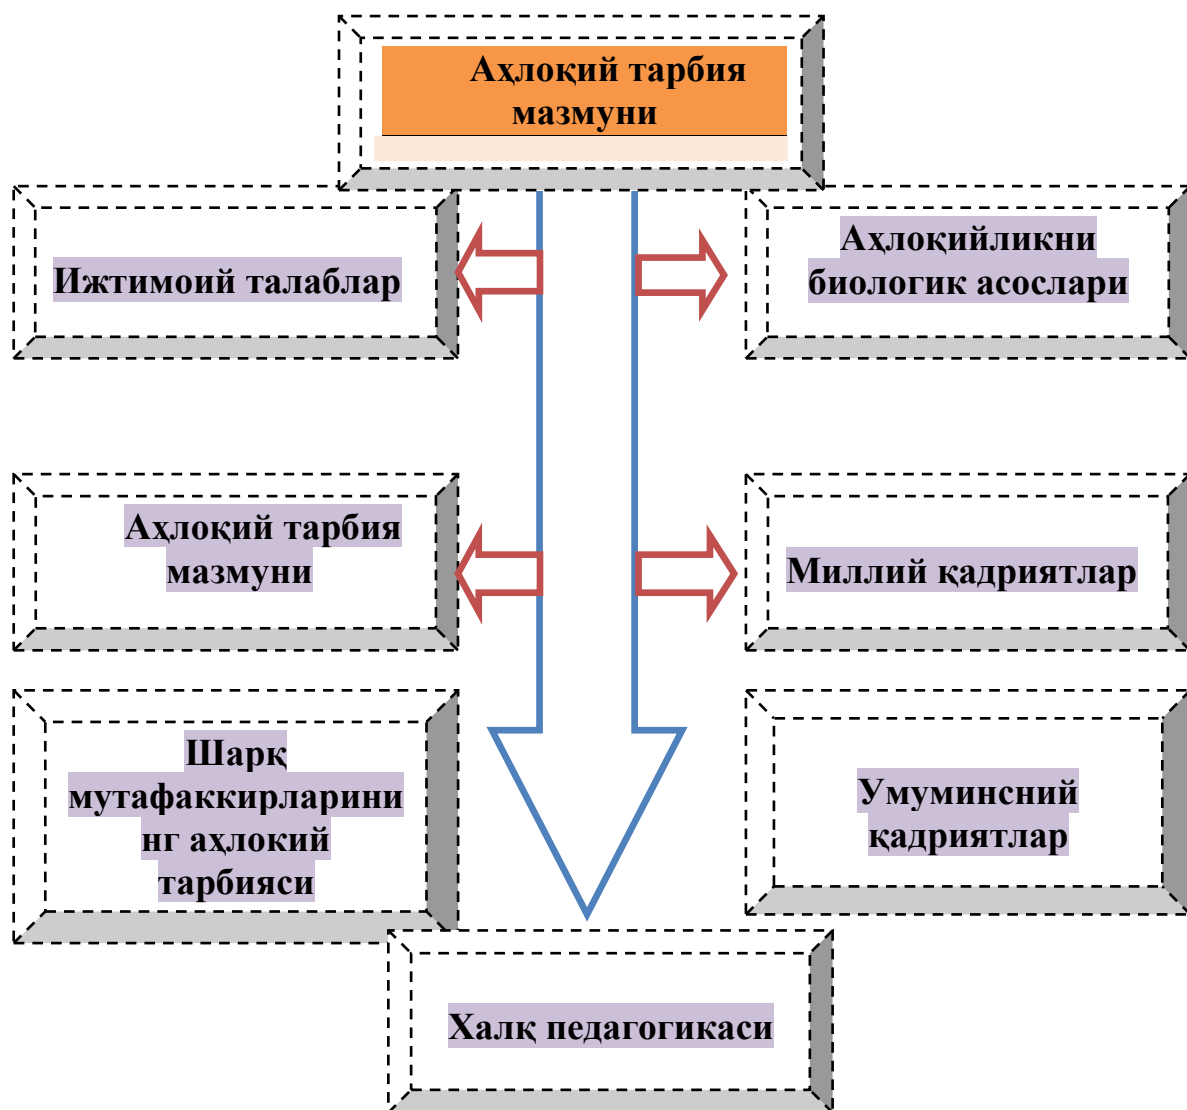 Аҳлоқий тарбия
мазмуни
Ижтимоий талаблар
Аҳлоқийликни
биологик асослари
Аҳлоқий тарбия
мазмуни
Миллий қадриятлар
Шарқ
мутафаккирларини
нг аҳлокий
тарбияси
Умуминсний
қадриятлар
Халқ педагогикаси